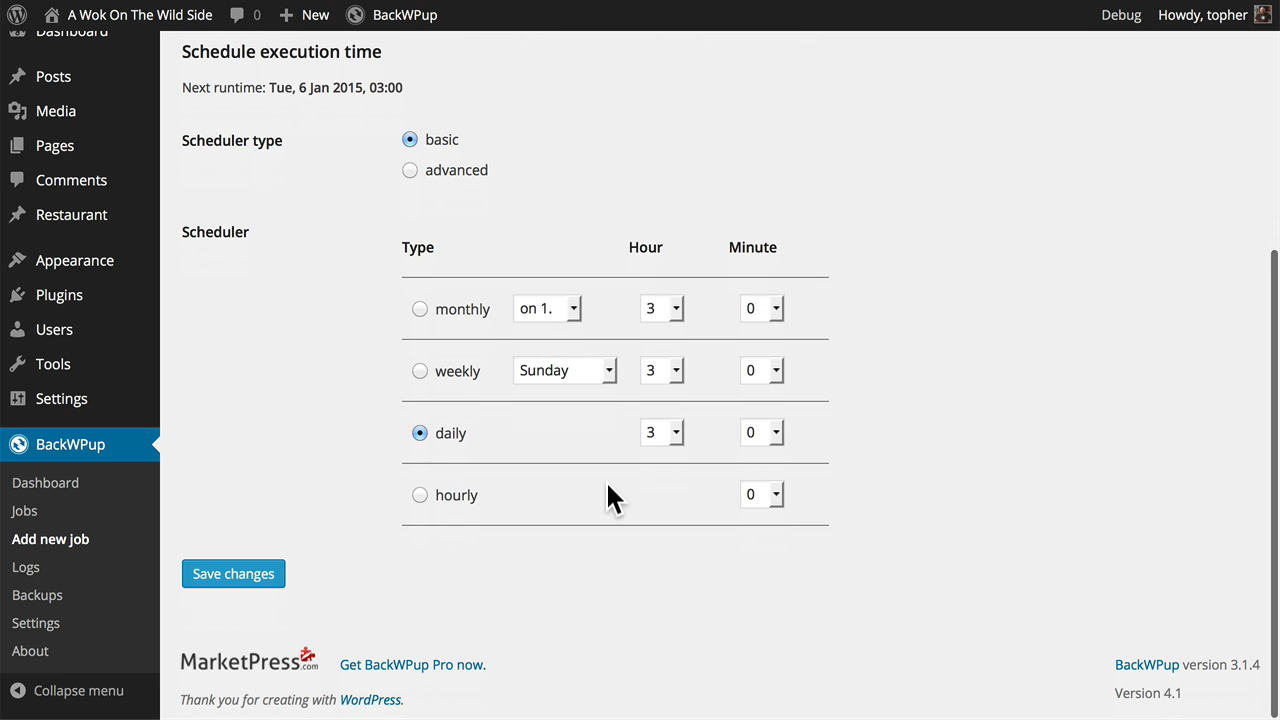 A Wok On The Wild Side 0 New BackWPup Debug Howdy, topher
Dashboard
Posts
Media
Pages
Comments
Restaurant
Appearance
Plugins
Users
Tools
Settings
BackWPup
Dashboard
Jobs
Add new job
Logs
Backups
Settings
About
Collapse menu
Schedule execution time
Next runtime: Tue, 6 Jan 2015, 03:00
Scheduler type
basic
advanced
Scheduler
Type Hour Minute
monthly on 1. 3 0
weekly Sunday 3 0
daily 3 0
hourly 0
Save changes
MarketPress.com Get BackWPup Pro now. BackWPup version 3.1.4
Thank you for creating with WordPress. Version 4.1